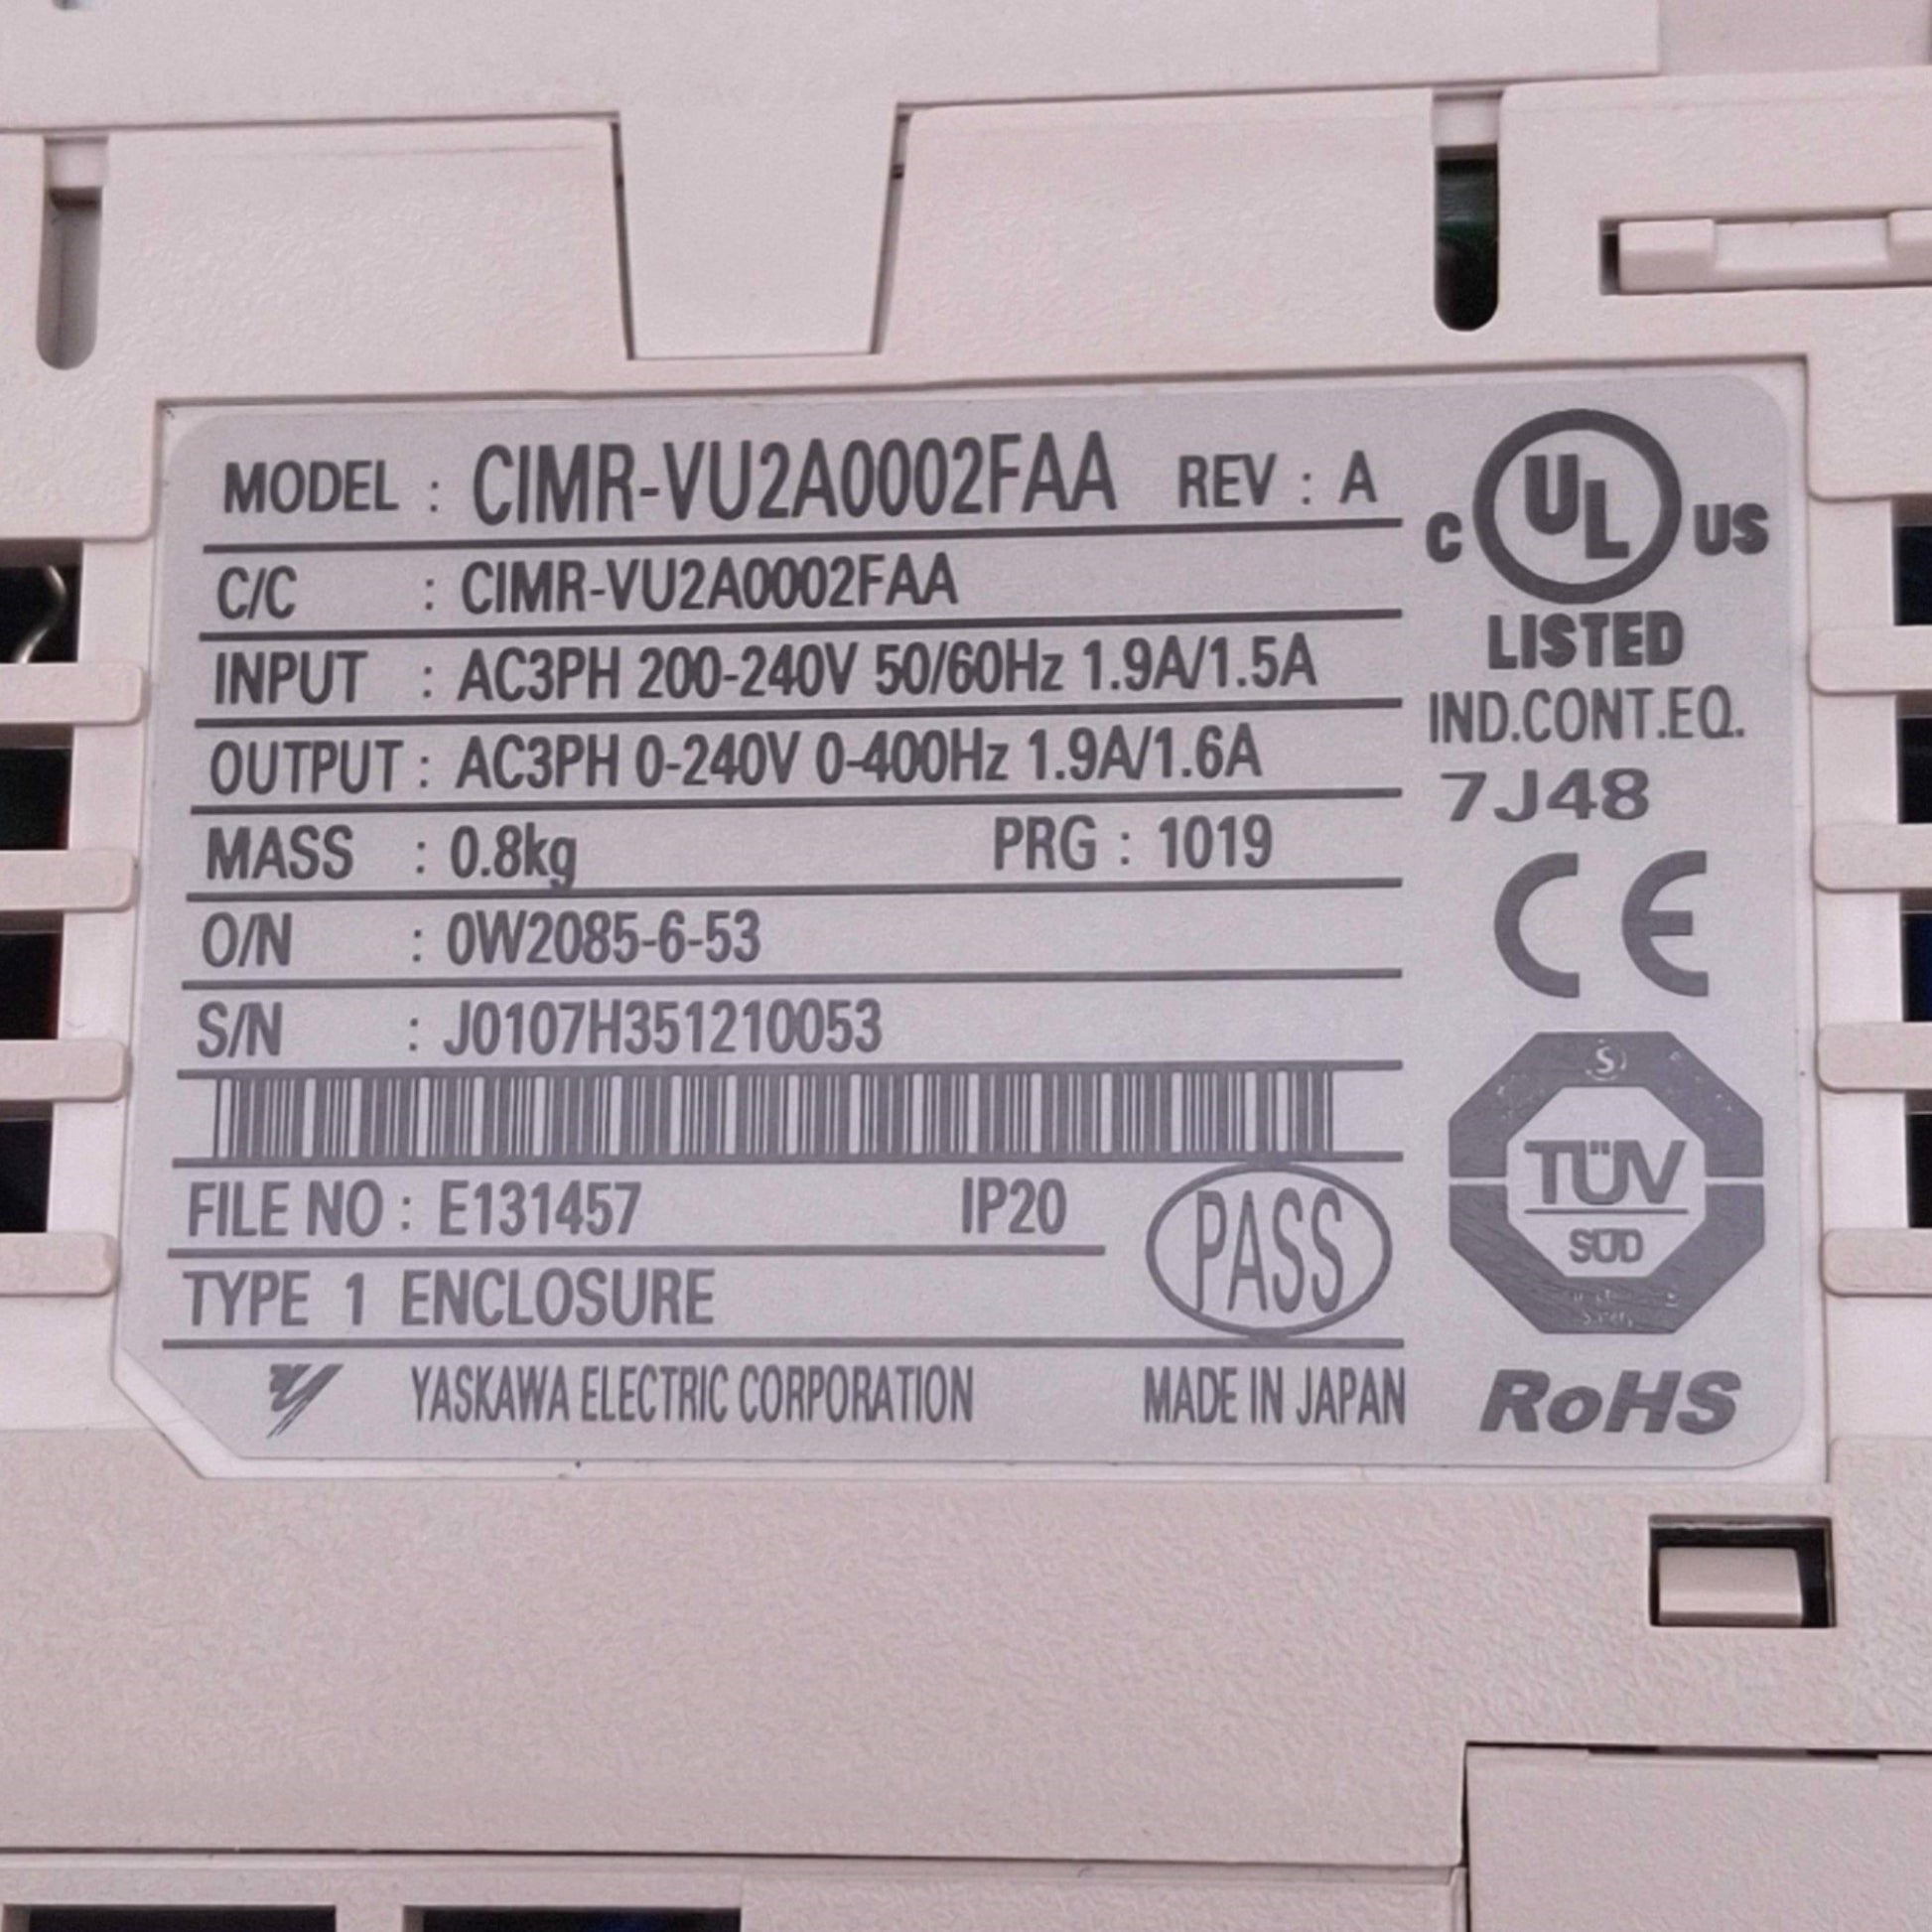 MODEL : CIMR-VU2A0002FAA REV : A
C/C : CIMR-VU2A0002FAA
INPUT : AC3PH 200-240V 50/60Hz 1.9A/1.5A
OUTPUT : AC3PH 0-240V 0-400Hz 1.9A/1.6A
MASS : 0.8kg PRG : 1019
O/N : 0W2085-6-53
S/N : J0107H351210053
FILE NO : E131457 IP20
PASS
TYPE 1 ENCLOSURE
YASKAWA ELECTRIC CORPORATION MADE IN JAPAN
C UL US
LISTED
IND.CONT.EQ.
7J48
CE
S
TÜV
SÜD
RoHS